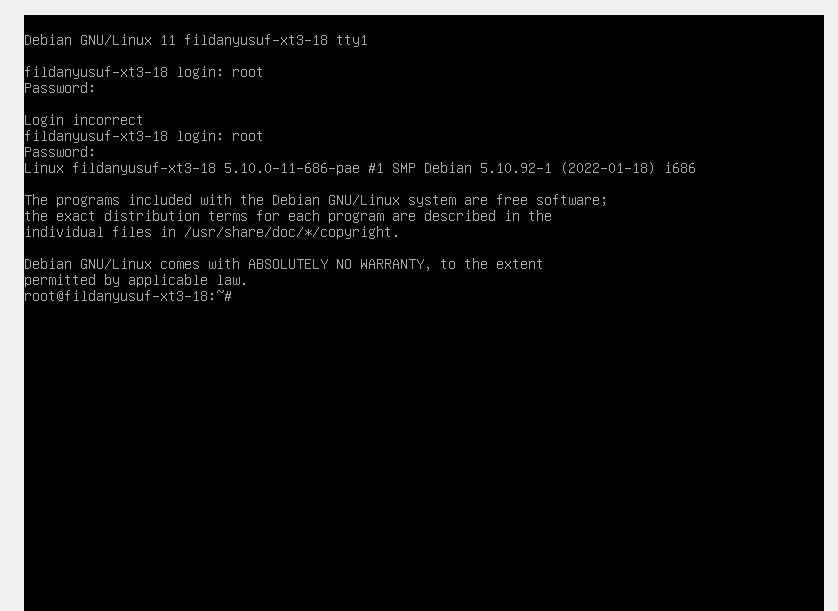 Debian GNU/Linux 11 fildanyusuf-xt3-18 tty1
fildanyusuf-xt3-18 login: root
Password:
Login incorrect
fildanyusuf-xt3-18 login: root
Password:
Linux fildanyusuf-xt3-18 5.10.0-11-686-pae #1 SMP Debian 5.10.92-1 (2022-01-18) i686
The programs included with the Debian GNU/Linux system are free software;
the exact distribution terms for each program are described in the
individual files in /usr/share/doc/*/copyright.
Debian GNU/Linux comes with ABSOLUTELY NO WARRANTY, to the extent
permitted by applicable law.
root@fildanyusuf-xt3-18:~#